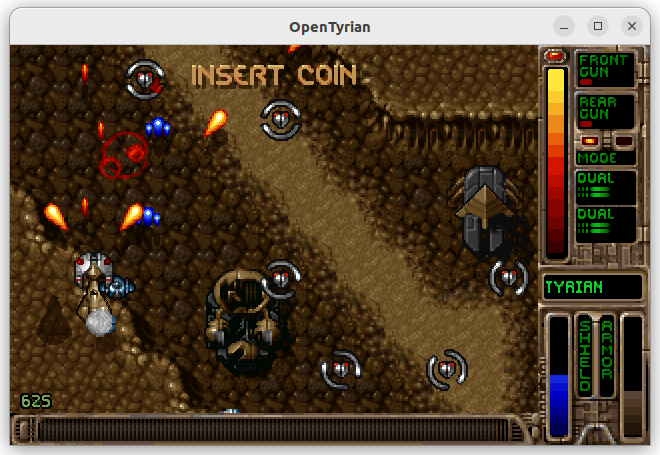 OpenTyrian
INSERT COIN
FRONT
GUN
REAR
GUN
MODE
DUAL
DUAL
TYRIAN
SHIELD
ARMOR
625